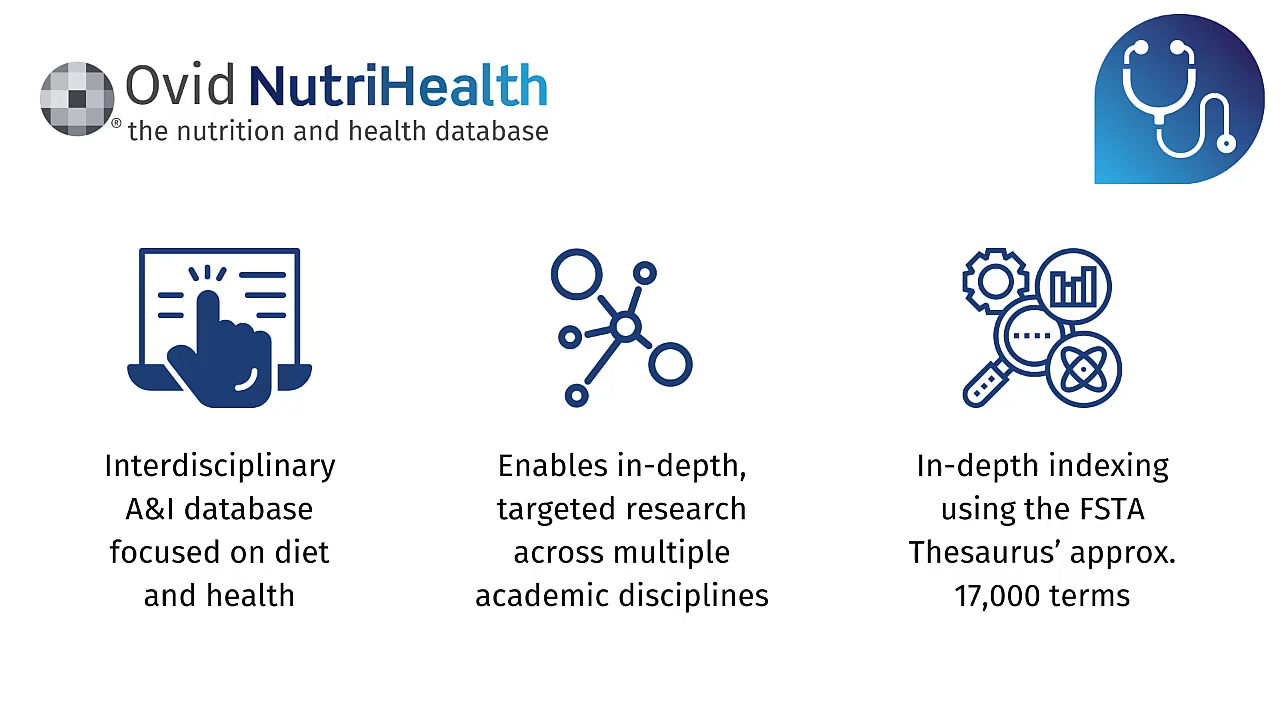 Ovid NutriHealth
® the nutrition and health database
Interdisciplinary
A&I database
focused on diet
and health
Enables in-depth,
targeted research
across multiple
academic disciplines
In-depth indexing
using the FSTA
Thesaurus’ approx.
17,000 terms